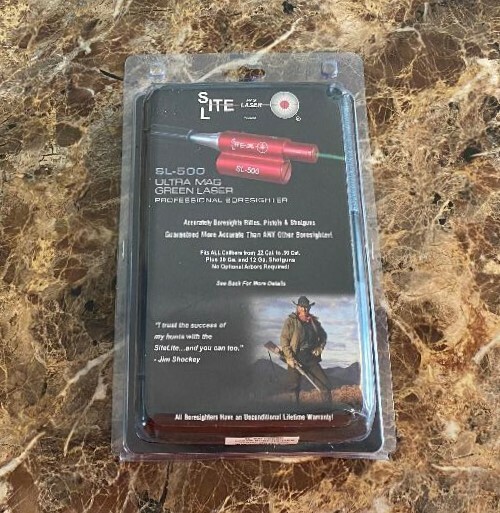 SITE LASER
L
SITE-LITE
SL-500
SL-500
ULTRA MAG
GREEN LASER
PROFESSIONAL BORESIGHTER
Accurately Boresights Rifles, Pistols & Shotguns
Guaranteed More Accurate Than ANY Other Boresighter!
Fits ALL Calibers from .22 Cal. to .50 Cal.
Plus 20 Ga. and 12 Ga. Shotguns
No Optional Arbors Required!
See Back For More Details
"I trust the success of
my hunts with the
SiteLite...and you can too."
- Jim Shockey
All Boresighters Have an Unconditional Lifetime Warranty!